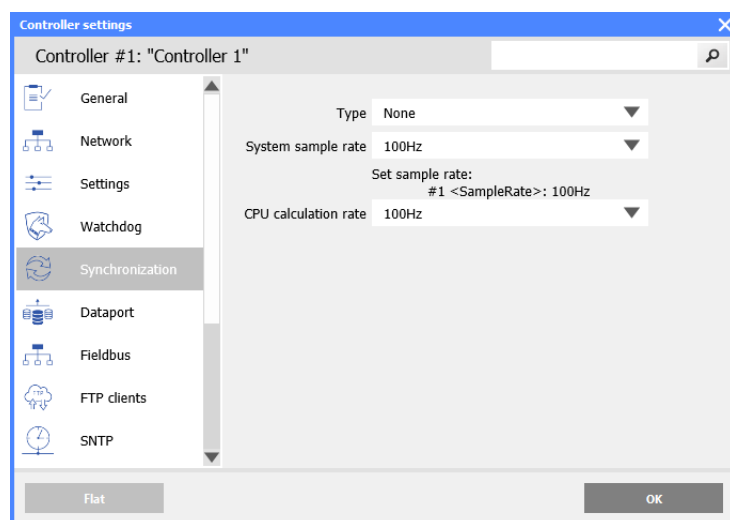 Controller settings
Controller #1: "Controller 1"
General
Network
Settings
Watchdog
Synchronization
Dataport
Fieldbus
FTP clients
SNTP
Type None
System sample rate 100Hz
Set sample rate:
#1 <SampleRate>: 100Hz
CPU calculation rate 100Hz
Flat
OK